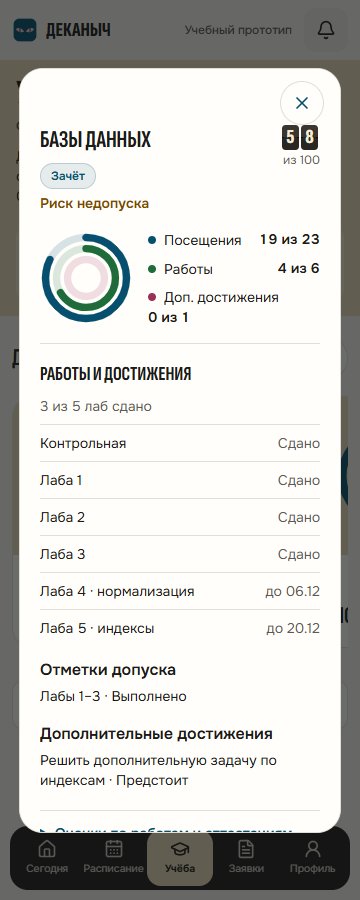 ДЕКАНЫЧ
Учебный прототип
БАЗЫ ДАННЫХ
58
из 100
Зачёт
Риск недопуска
Посещения 19 из 23
Работы 4 из 6
Доп. достижения
0 из 1
РАБОТЫ И ДОСТИЖЕНИЯ
3 из 5 лаб сдано
Контрольная Сдано
Лаба 1 Сдано
Лаба 2 Сдано
Лаба 3 Сдано
Лаба 4 · нормализация до 06.12
Лаба 5 · индексы до 20.12
Отметки допуска
Лабы 1–3 · Выполнено
Дополнительные достижения
Решить дополнительную задачу по
индексам · Предстоит
Сегодня
Расписание
Учёба
Заявки
Профиль